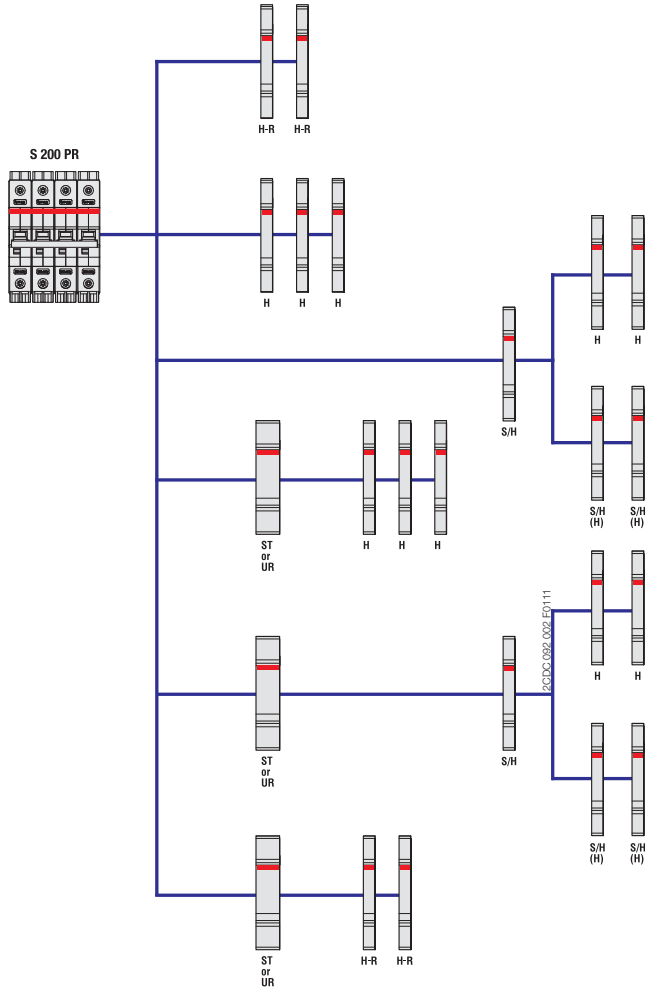 H-R H-R
S 200 PR
H H H
H H
S/H
S/H S/H
(H) (H)
ST
or
UR
H H H
2CDC 092 002 F0111
H H
ST
or
UR
S/H
S/H S/H
(H) (H)
ST
or
UR
H-R H-R